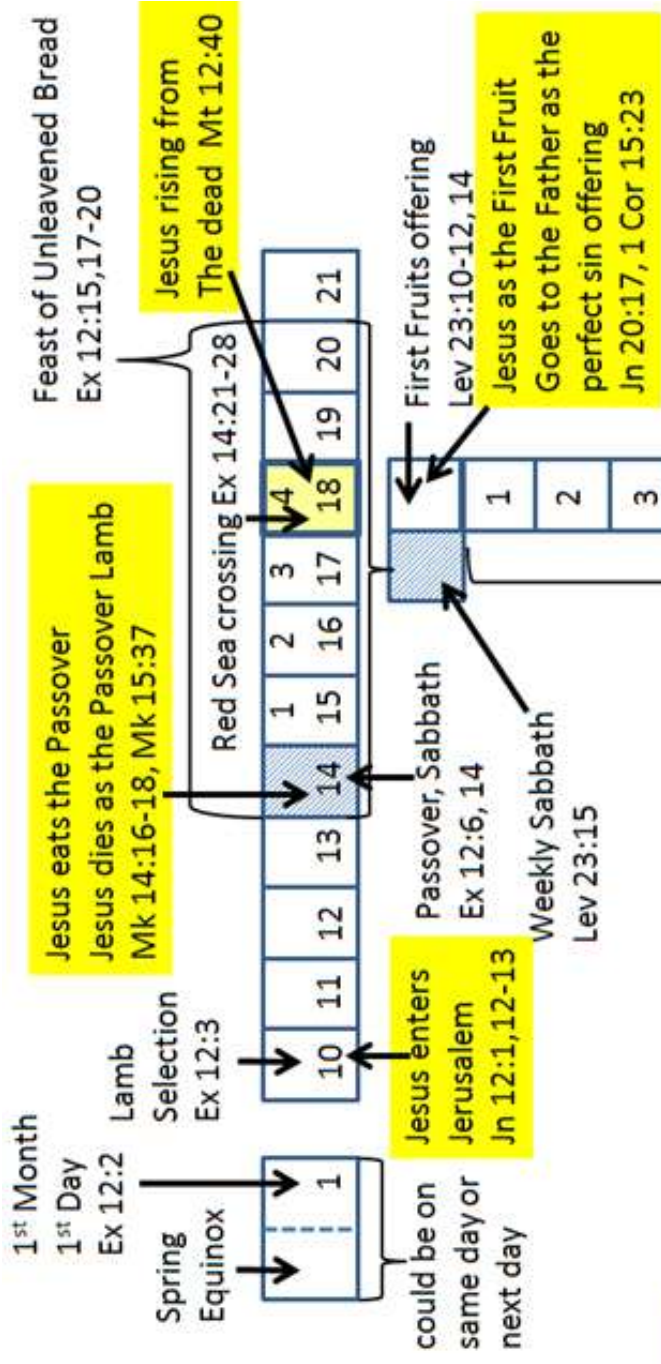 1st Month
1st Day
Ex 12:2
Spring
Equinox
1
could be on
same day or
next day
Lamb
Selection
Ex 12:3
Jesus enters
Jerusalem
Jn 12:1,12-13
Jesus eats the Passover
Jesus dies as the Passover Lamb
Mk 14:16-18, Mk 15:37
Feast of Unleavened Bread
Ex 12:15,17-20
Jesus rising from
The dead Mt 12:40
Red Sea crossing Ex 14:21-28
1 2 3 4
10 11 12 13 14 15 16 17 18 19 20 21
Passover, Sabbath
Ex 12:6, 14
Weekly Sabbath
Lev 23:15
First Fruits offering
Lev 23:10-12, 14
Jesus as the First Fruit
Goes to the Father as the
perfect sin offering
Jn 20:17, 1 Cor 15:23
1
2
3